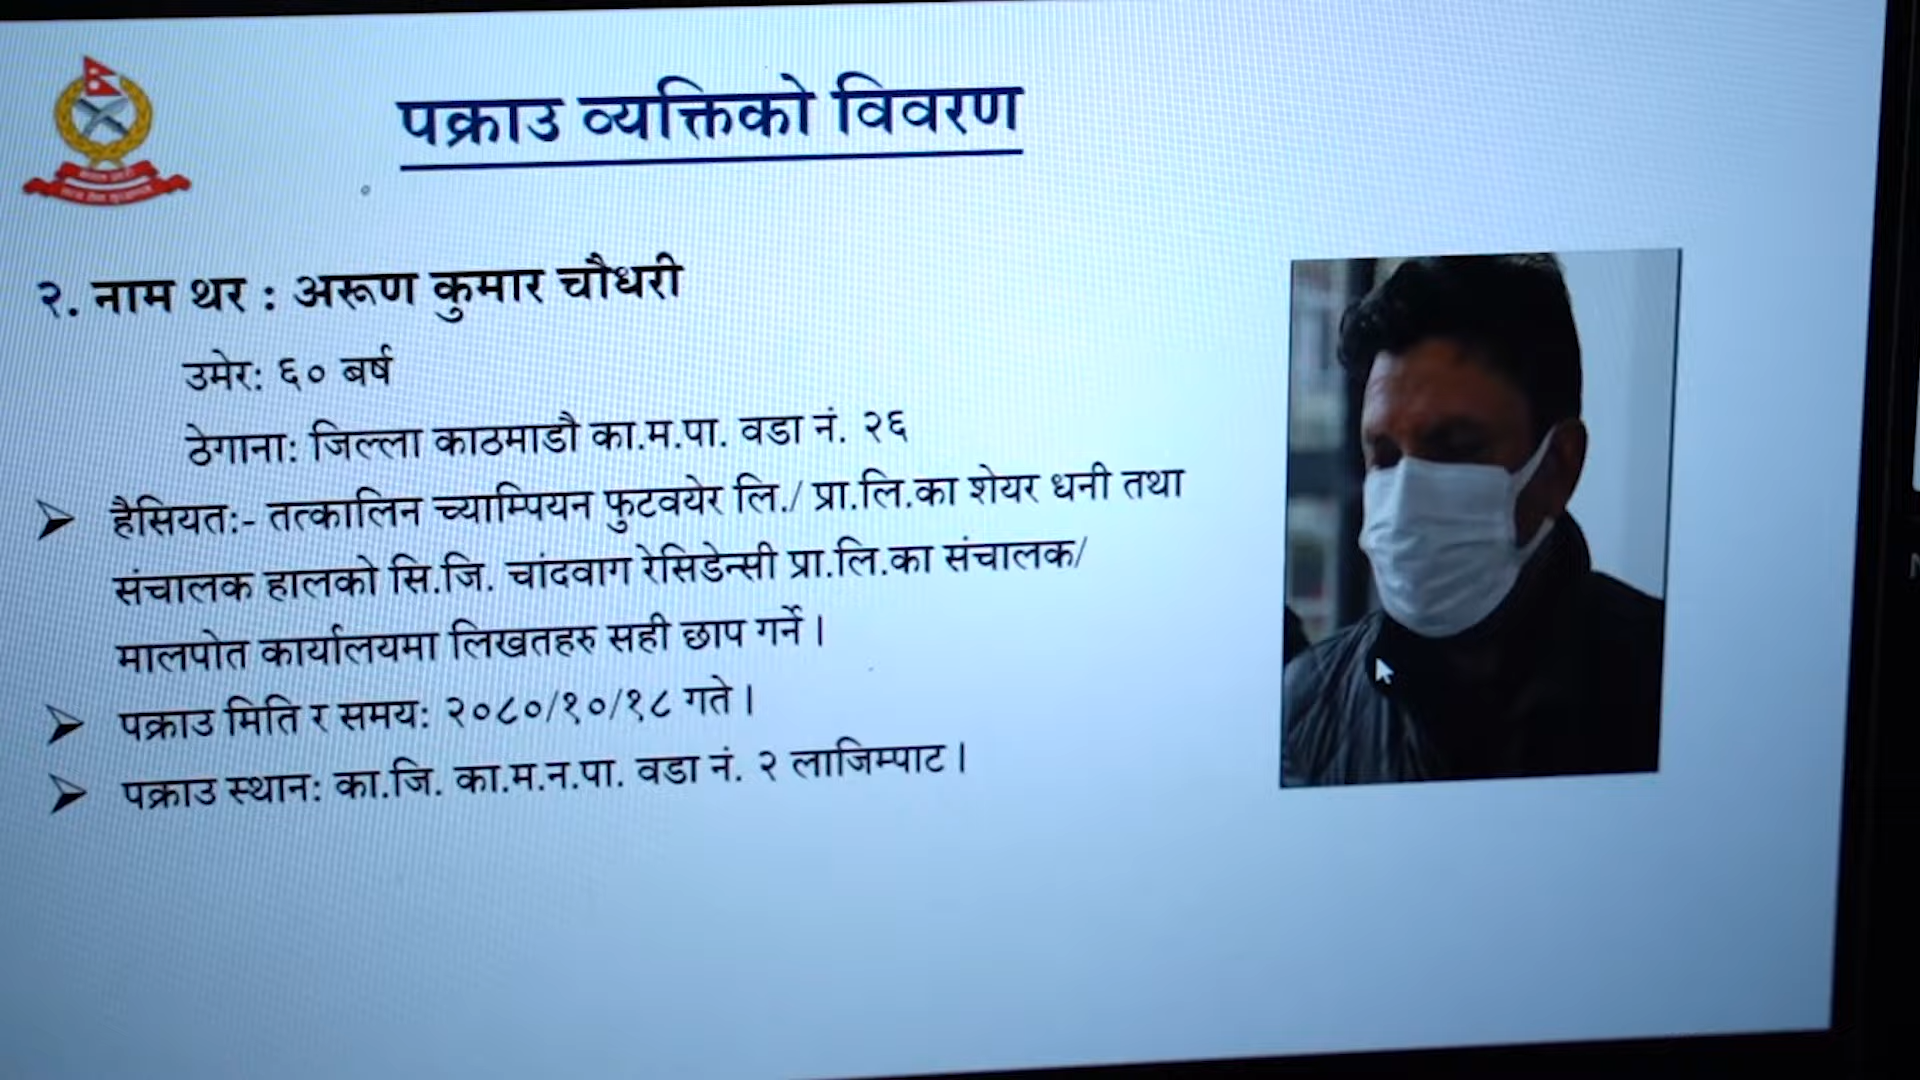 पक्राउ व्यक्तिको विवरण
२. नाम थर : अरूण कुमार चौधरी
उमेर: ६० बर्ष
ठेगाना: जिल्ला काठमाडौ का.म.पा. वडा नं. २६
हैसियत:- तत्कालिन च्याम्पियन फुटवयेर लि./ प्रा.लि.का शेयर धनी तथा
संचालक हालको सि.जि. चांदवाग रेसिडेन्सी प्रा.लि.का संचालक/
मालपोत कार्यालयमा लिखतहरु सही छाप गर्ने ।
पक्राउ मिति र समय: २०८०/१०/१८ गते ।
पक्राउ स्थान: का.जि. का.म.न.पा. वडा नं. २ लाजिम्पाट ।